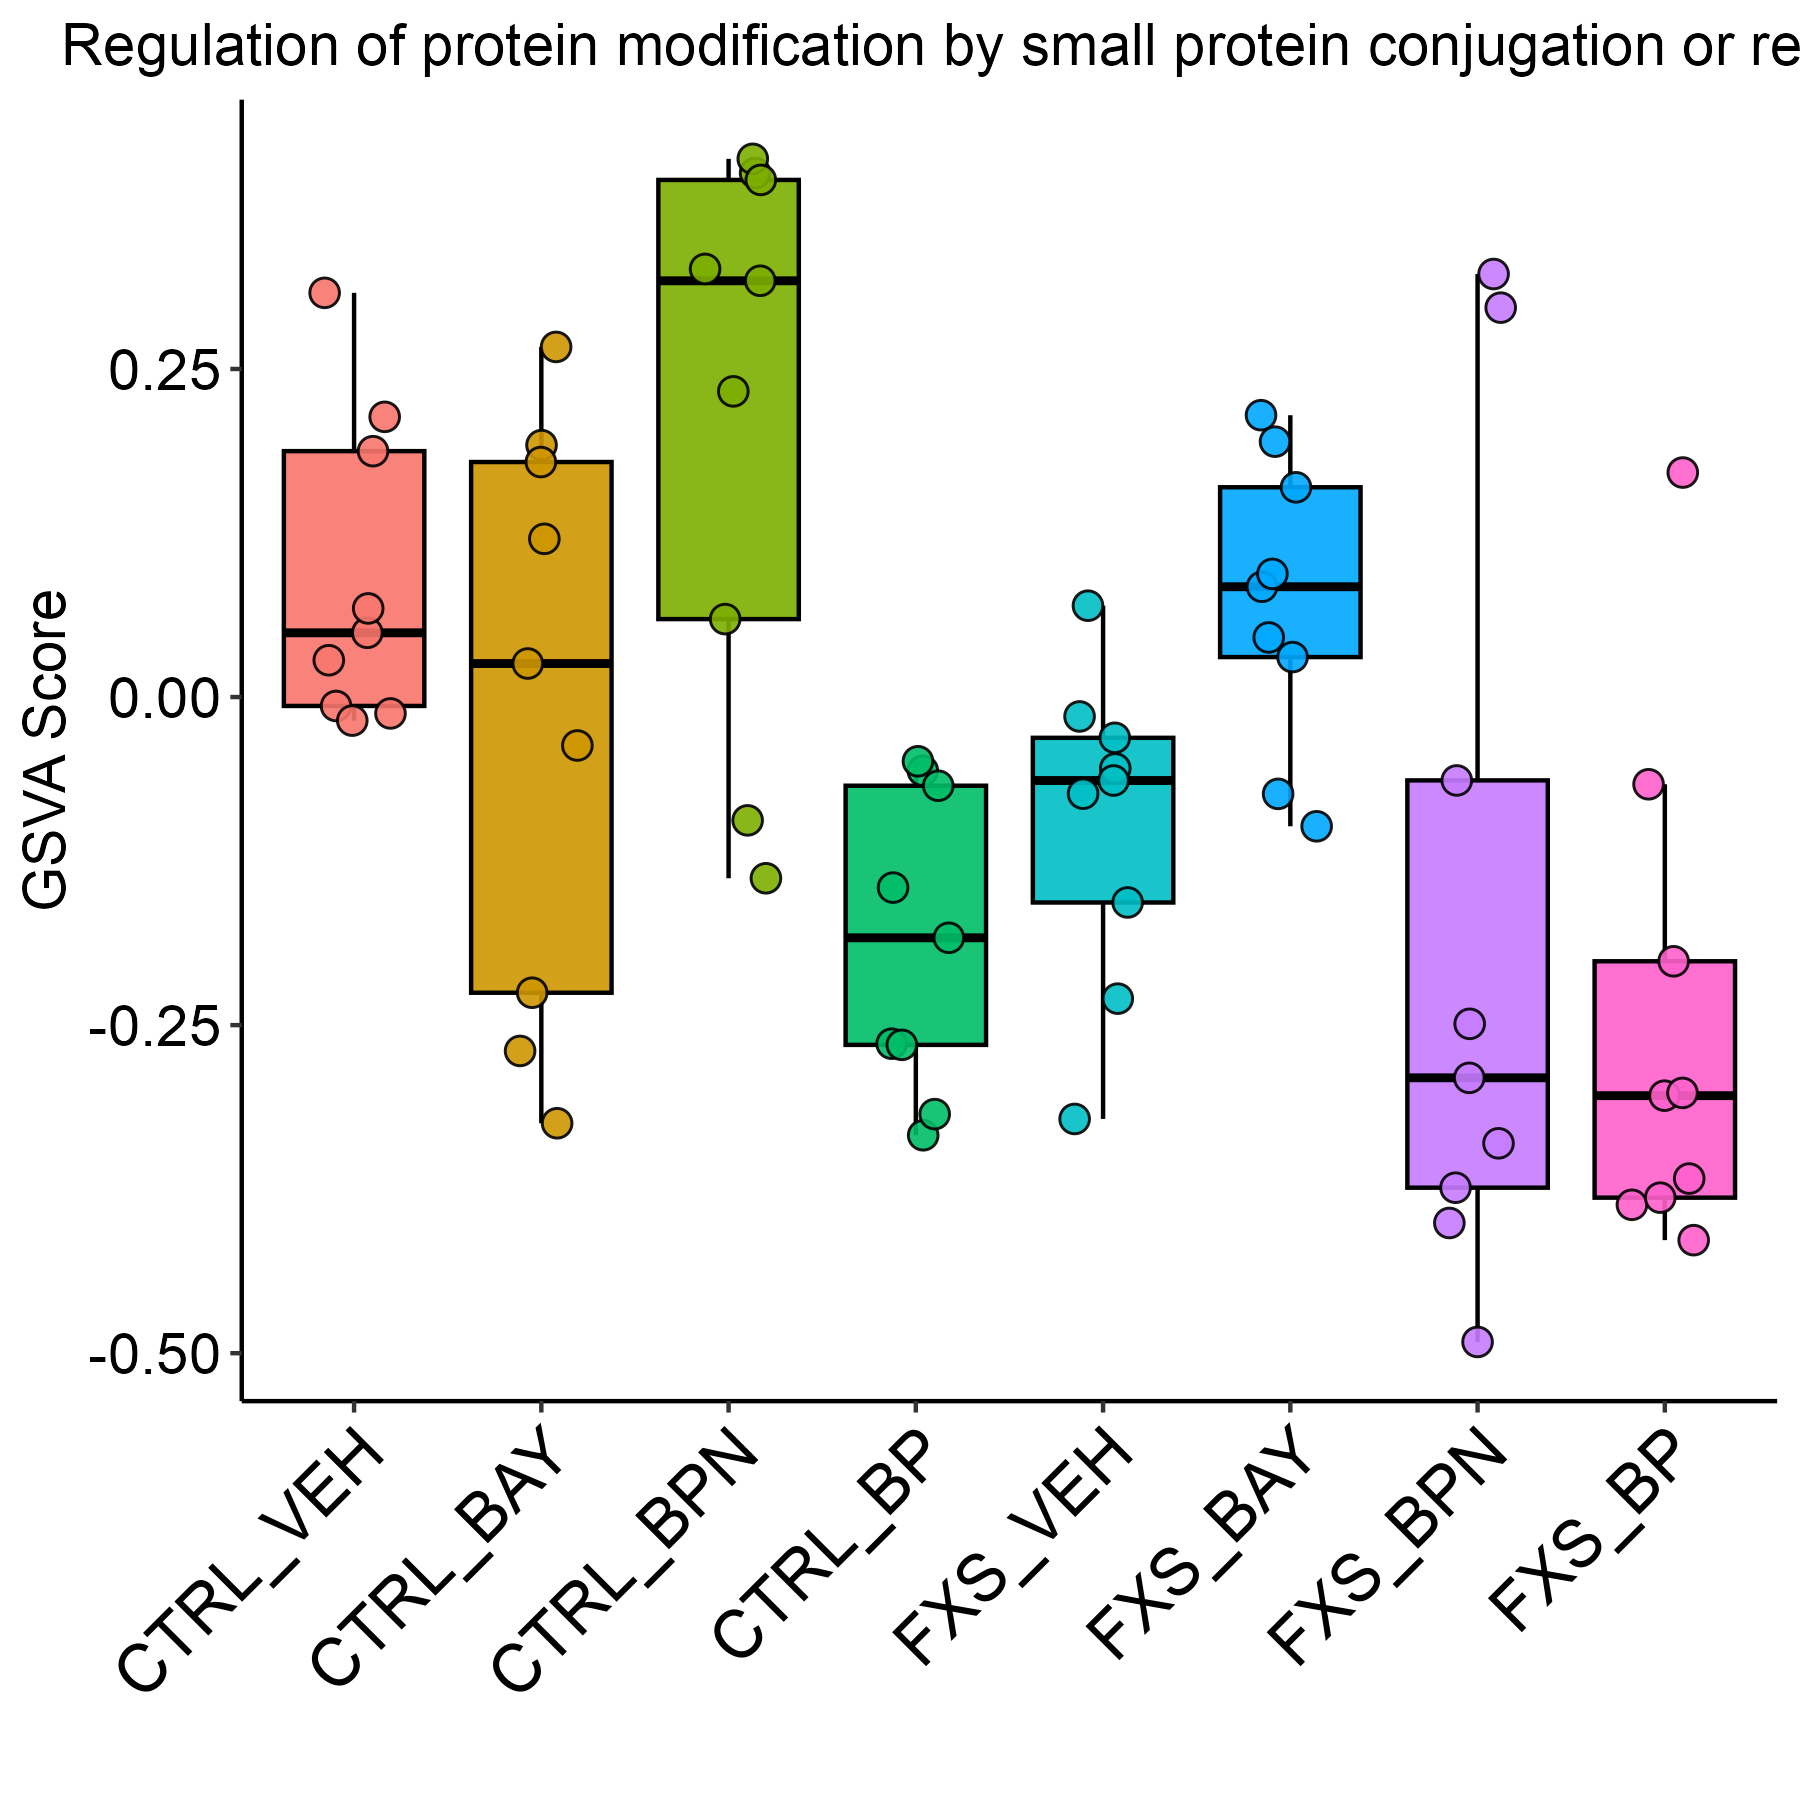 Regulation of protein modification by small protein conjugation or re
GSVA Score
0.25
0.00
-0.25
-0.50
CTRL_VEH
CTRL_BAY
CTRL_BPN
CTRL_BP
FXS_VEH
FXS_BAY
FXS_BPN
FXS_BP